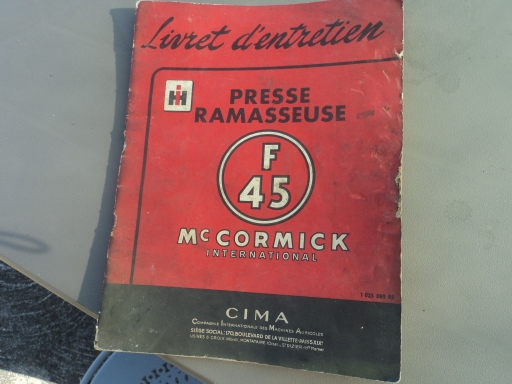 Livret d'entretien
IH
PRESSE
RAMASSEUSE
F
45
McCORMICK
INTERNATIONAL
CIMA
COMPAGNIE INTERNATIONALE DES MACHINES AGRICOLES
SIÈGE SOCIAL: 170, BOULEVARD DE LA VILLETTE-PARIS-XIX